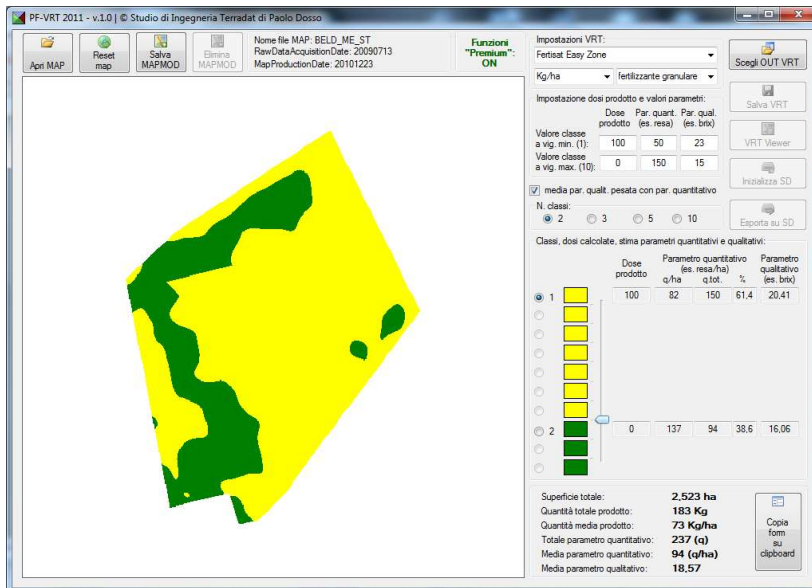 PF-VRT 2011 - v.1.0 | © Studio di Ingegneria Terradat di Paolo Dosso
Apri MAP
Reset map
Salva MAPMOD
Elimina MAPMOD
Nome file MAP: BELD_ME_ST
RawDataAcquisitionDate: 20090713
MapProductionDate: 20101223
Funzioni "Premium": ON
Impostazioni VRT:
Fertisat Easy Zone
Kg/ha fertilizzante granulare
Scegli OUT VRT
Salva VRT
VRT Viewer
Inizializza SD
Esporta su SD
Impostazione dosi prodotto e valori parametri:
Dose prodotto Par. quant. (es. resa) Par. qual. (es. brix)
Valore classe a vig. min. (1): 100 50 23
Valore classe a vig. max. (10): 0 150 15
media par. qualit. pesata con par. quantitativo
N. classi:
2 3 5 10
Classi, dosi calcolate, stima parametri quantitativi e qualitativi:
Dose prodotto Parametro quantitativo (es. resa/ha) Parametro qualitativo (es. brix)
q/ha q.tot. %
1 100 82 150 61,4 20,41
2 0 137 94 38,6 16,06
Superficie totale: 2,523 ha
Quantità totale prodotto: 183 Kg
Quantità media prodotto: 73 Kg/ha
Totale parametro quantitativo: 237 (q)
Media parametro quantitativo: 94 (q/ha)
Media parametro qualitativo: 18,57
Copia form su clipboard